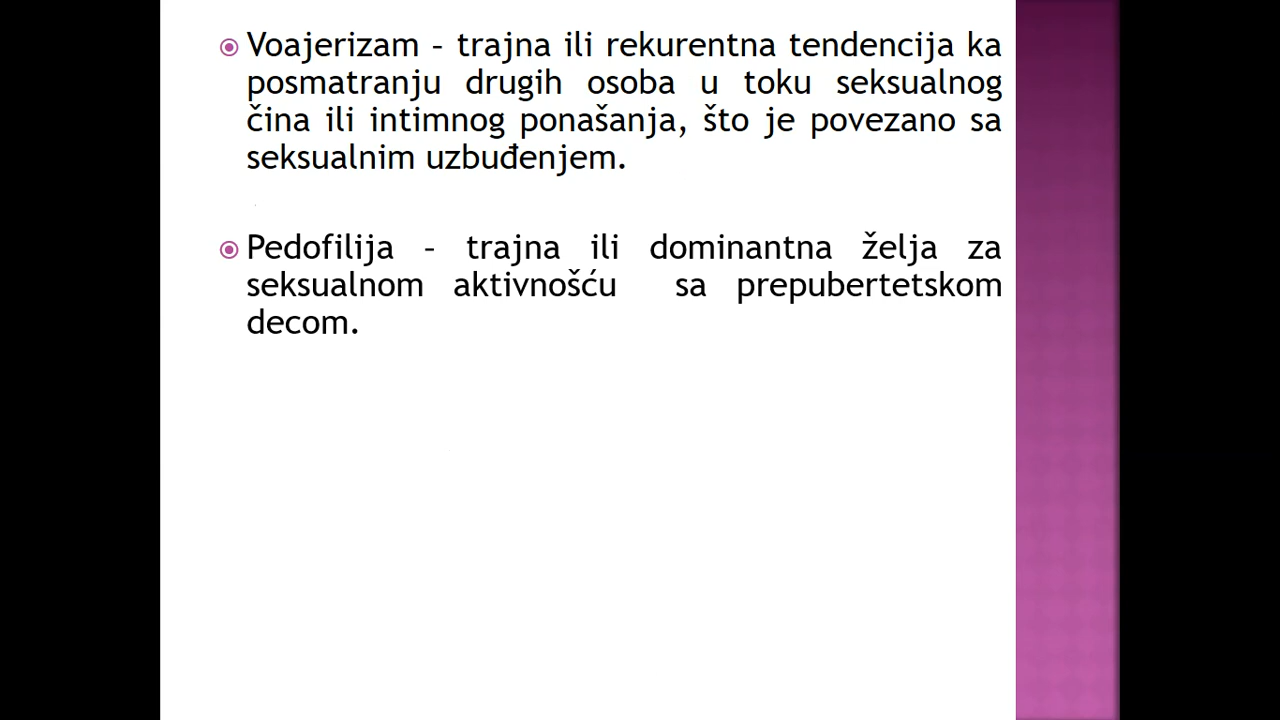 Voajerizam – trajna ili rekurentna tendencija ka
posmatranju drugih osoba u toku seksualnog
čina ili intimnog ponašanja, što je povezano sa
seksualnim uzbuđenjem.
Pedofilija – trajna ili dominantna želja za
seksualnom aktivnošću sa prepubertetskom
decom.